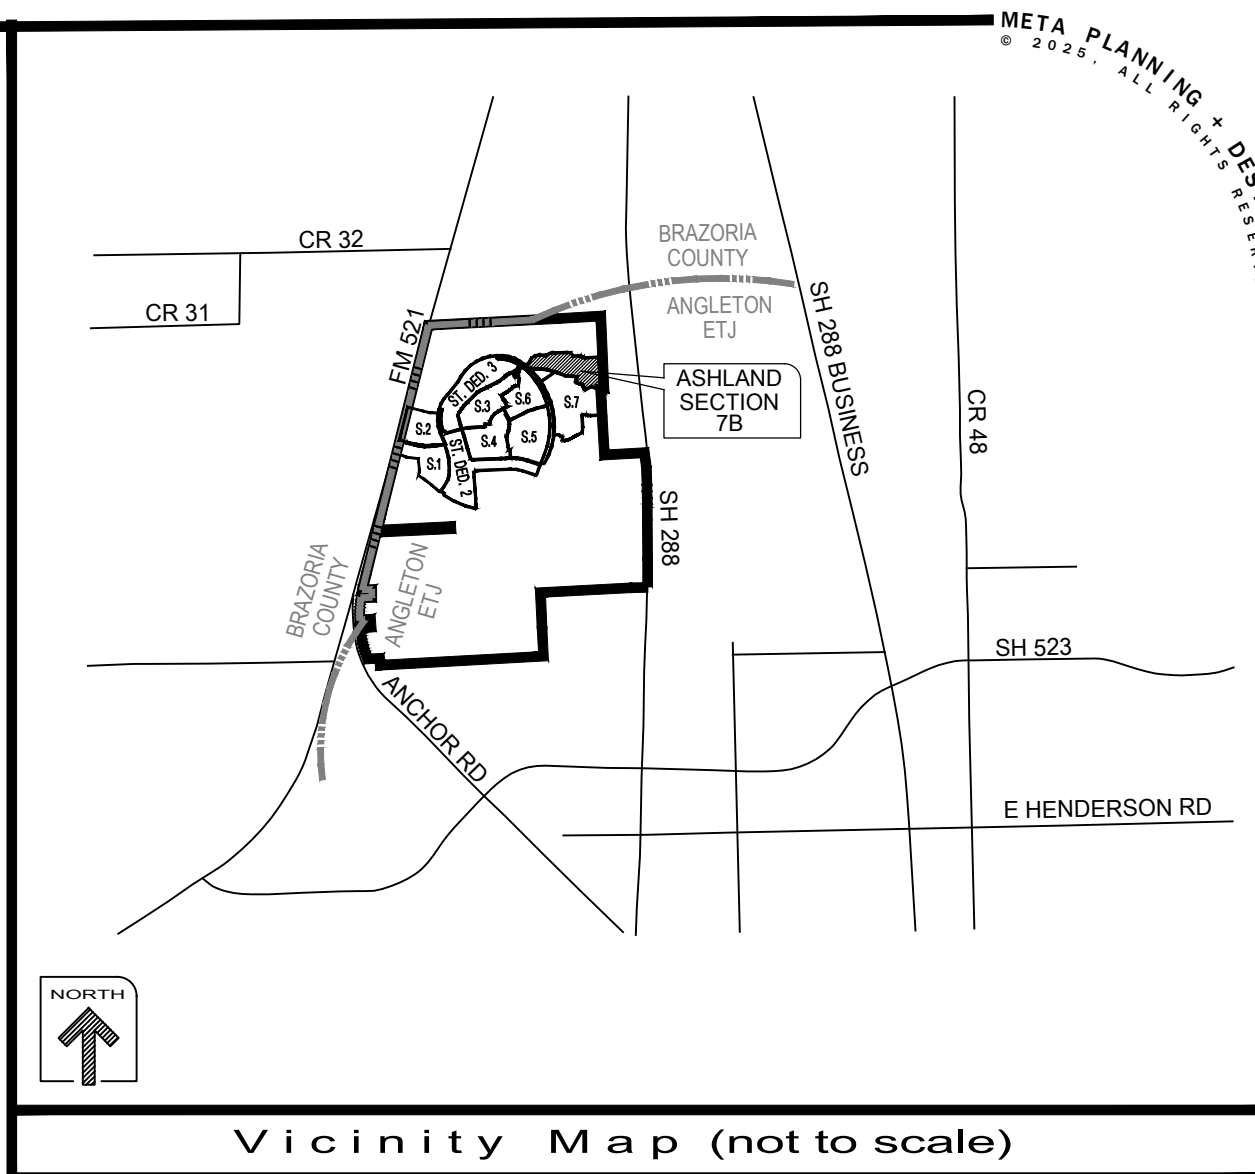 META PLANNING +
© 2025, ALL RIGHTS
CR 32
CR 31
FM 521
BRAZORIA
COUNTY
ANGLETON
ETJ
SH 288 BUSINESS
ASHLAND
SECTION
7B
CR 48
ST. DED. 3
S.3
S.6
S.7
S.2
S.4
S.5
S.1
ST. DED. 2
SH 288
BRAZORIA
COUNTY
ANGLETON
ETJ
SH 523
ANCHOR RD
E HENDERSON RD
NORTH
Vicinity Map (not to scale)